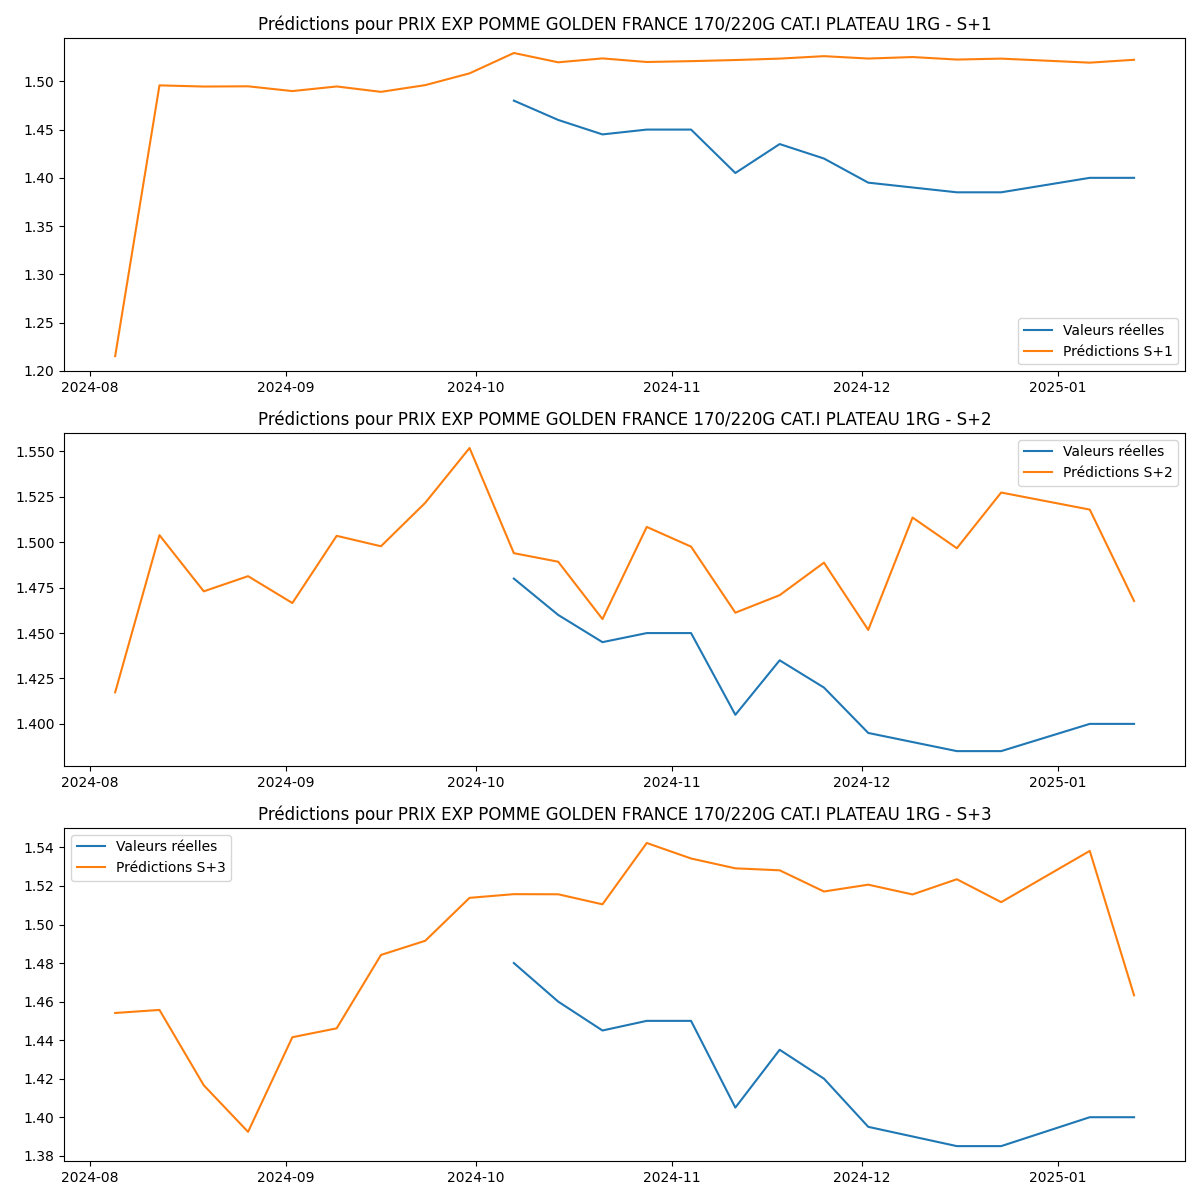 Prédictions pour PRIX EXP POMME GOLDEN FRANCE 170/220G CAT.I PLATEAU 1RG - S+1
1.50
1.45
1.40
1.35
1.30
1.25
1.20
Valeurs réelles
Prédictions S+1
2024-08 2024-09 2024-10 2024-11 2024-12 2025-01
Prédictions pour PRIX EXP POMME GOLDEN FRANCE 170/220G CAT.I PLATEAU 1RG - S+2
1.550
1.525
1.500
1.475
1.450
1.425
1.400
Valeurs réelles
Prédictions S+2
2024-08 2024-09 2024-10 2024-11 2024-12 2025-01
Prédictions pour PRIX EXP POMME GOLDEN FRANCE 170/220G CAT.I PLATEAU 1RG - S+3
1.54
1.52
1.50
1.48
1.46
1.44
1.42
1.40
1.38
Valeurs réelles
Prédictions S+3
2024-08 2024-09 2024-10 2024-11 2024-12 2025-01